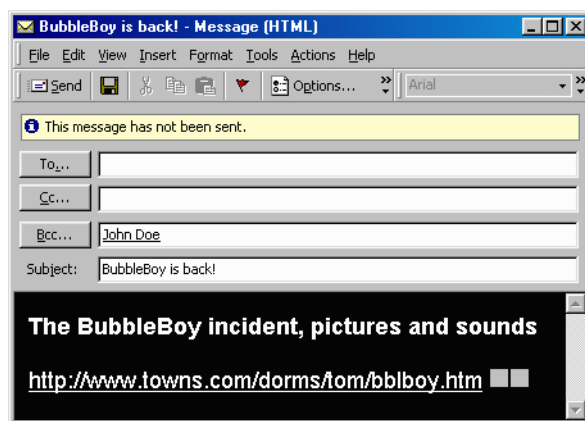 BubbleBoy is back! - Message (HTML)
File Edit View Insert Format Tools Actions Help
Send Options... Arial
This message has not been sent.
To...
Cc...
Bcc... John Doe
Subject: BubbleBoy is back!
The BubbleBoy incident, pictures and sounds
http://www.towns.com/dorms/tom/bblboy.htm